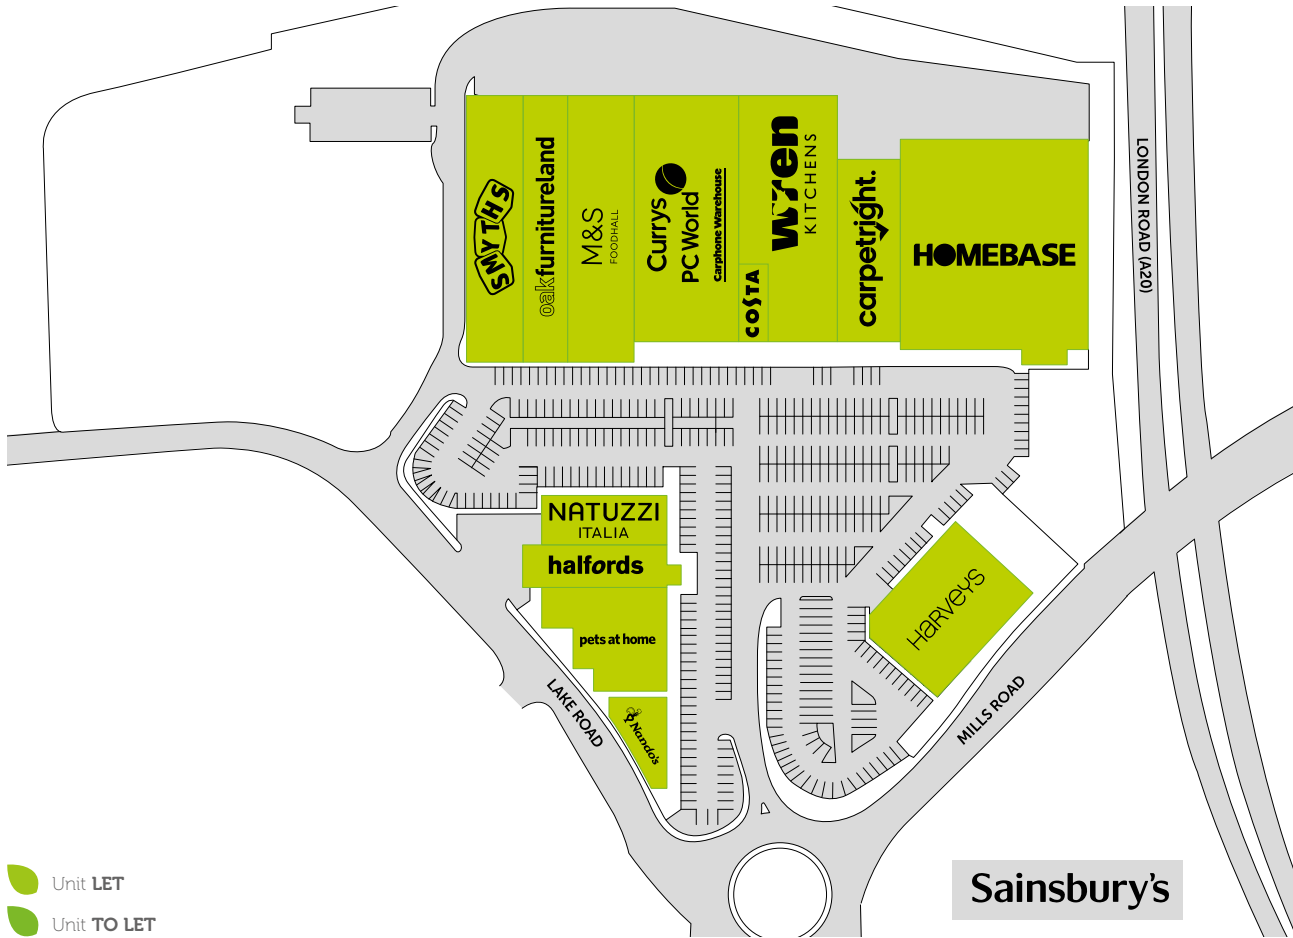 SMYTHS
oakfurnitureland
M&S
FOODHALL
Currys
PC World
Carphone Warehouse
wren
KITCHENS
COSTA
carpetright.
HOMEBASE
LONDON ROAD (A20)
NATUZZI
ITALIA
halfords
pets at home
Nando's
HARVEYS
LAKE ROAD
MILLS ROAD
Sainsbury's
Unit LET
Unit TO LET